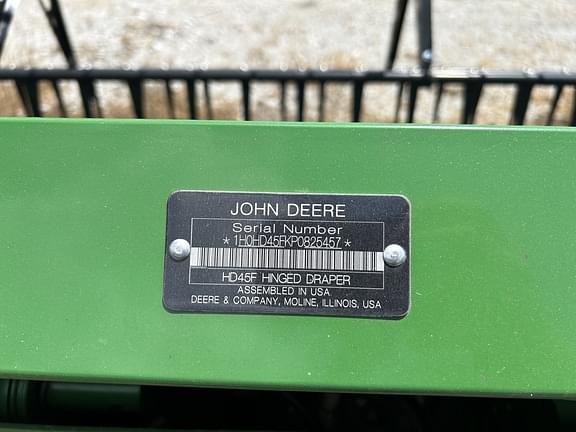 JOHN DEERE
Serial Number
*1H0HD45FKP0825457*
HD45F HINGED DRAPER
ASSEMBLED IN USA
DEERE & COMPANY, MOLINE, ILLINOIS, USA